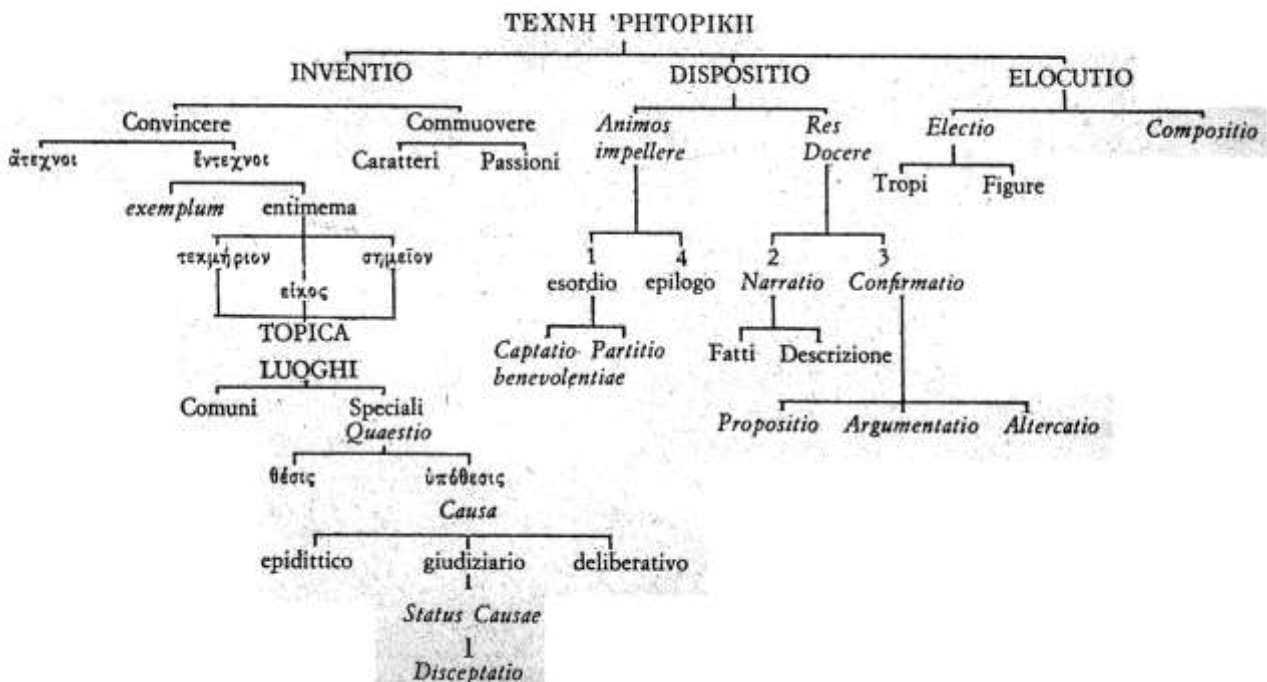 ΤΕΧΝΗ ῬΗΤΟΡΙΚΗ
INVENTIO DISPOSITIO ELOCUTIO
Convincere Commuovere Animos impellere Res Docere Electio Compositio
ἄτεχνοι ἔντεχνοι Caratteri Passioni Tropi Figure
exemplum entimema
τεκμήριον σημεῖον 1 4 2 3
εἰκος esordio epilogo Narratio Confirmatio
TOPICA Captatio benevolentiae Partitio Fatti Descrizione
LUOGHI
Comuni Speciali Propositio Argumentatio Altercatio
Quaestio
θέσις ὑπόθεσις
Causa
epidittico giudiziario deliberativo
Status Causae
Disceptatio